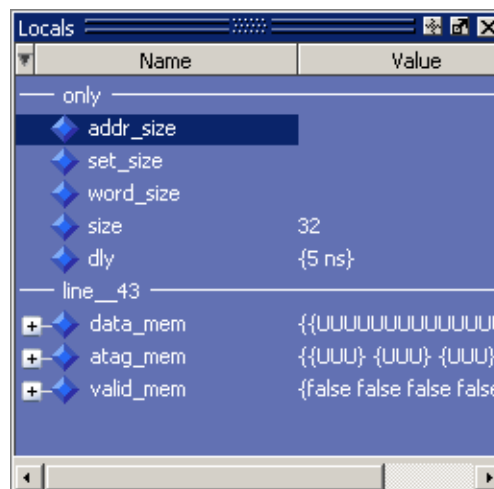 Locals
Name Value
only
addr_size
set_size
word_size
size 32
dly {5 ns}
line__43
data_mem
atag_mem {{UUU} {UUU} {UUU}
valid_mem {false false false false